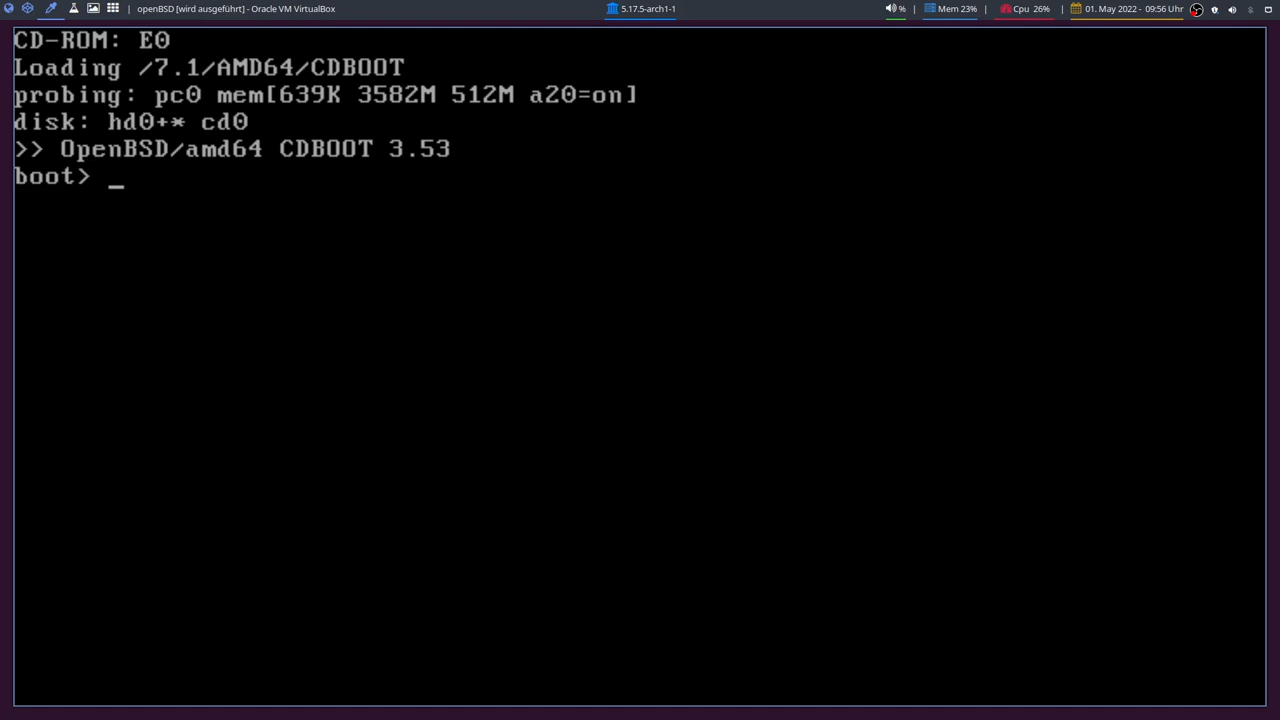 openBSD [wird ausgeführt] - Oracle VM VirtualBox
5.17.5-arch1-1
% | Mem 23% | Cpu 26% | 01. May 2022 - 09:56 Uhr
CD-ROM: E0
Loading /7.1/AMD64/CDBOOT
probing: pc0 mem[639K 3582M 512M a20=on]
disk: hd0+* cd0
>> OpenBSD/amd64 CDBOOT 3.53
boot> _